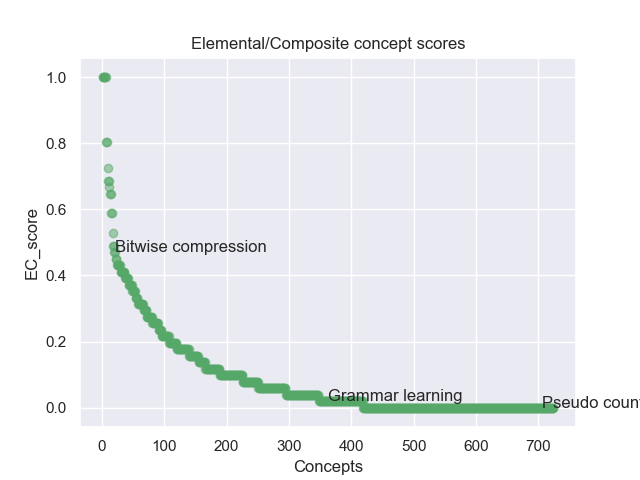 Elemental/Composite concept scores
1.0
0.8
0.6
0.4
0.2
0.0
EC_score
Bitwise compression
Grammar learning
Pseudo coun
0 100 200 300 400 500 600 700
Concepts